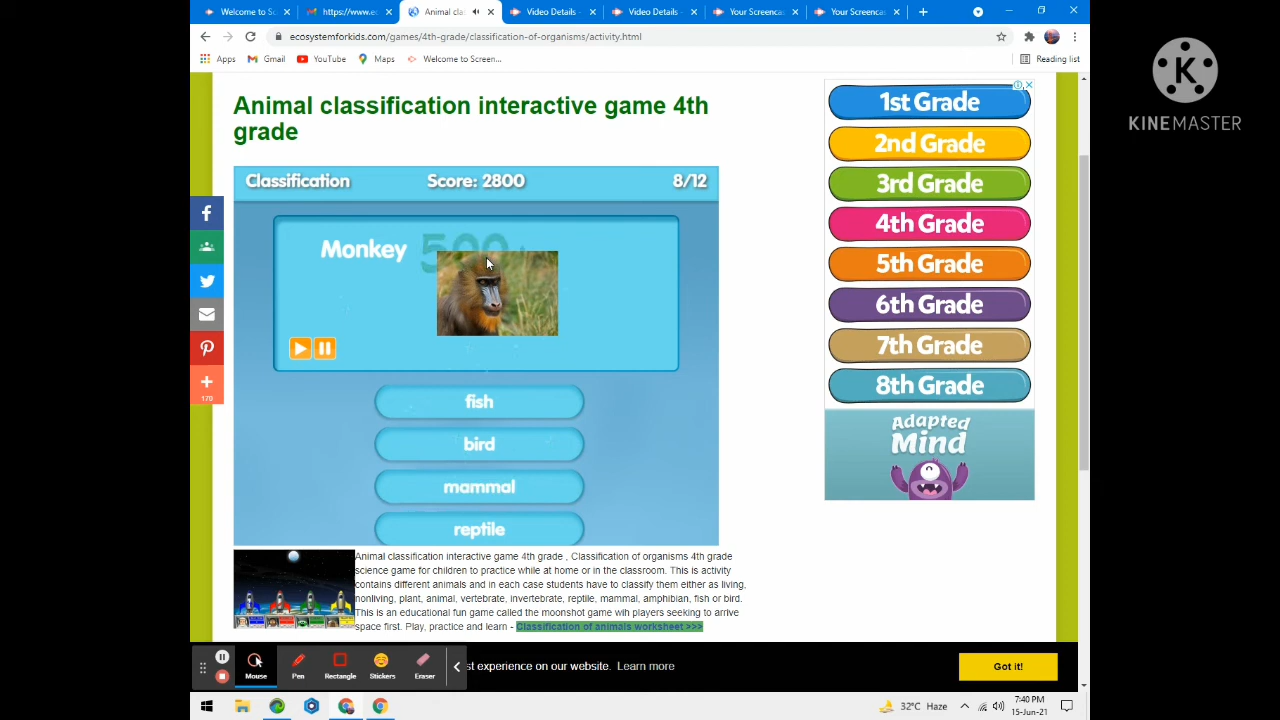 Welcome to Sc
https://www.ec
Animal clas
Video Details -
Video Details -
Your Screencas
Your Screencas
ecosystemforkids.com/games/4th-grade/classification-of-organisms/activity.html
Apps
Gmail
YouTube
Maps
Welcome to Screen...
Reading list
KINEMASTER
Animal classification interactive game 4th
grade
Classification Score: 2800 8/12
Monkey
500
fish
bird
mammal
reptile
1st Grade
2nd Grade
3rd Grade
4th Grade
5th Grade
6th Grade
7th Grade
8th Grade
Adapted
Mind
170
Animal classification interactive game 4th grade , Classification of organisms 4th grade
science game for children to practice while at home or in the classroom. This is activity
contains different animals and in each case students have to classify them either as living,
nonliving, plant, animal, vertebrate, invertebrate, reptile, mammal, amphibian, fish or bird.
This is an educational fun game called the moonshot game wih players seeking to arrive
space first. Play, practice and learn - Classification of animals worksheet >>>
st experience on our website. Learn more
Got it!
Mouse
Pen
Rectangle
Stickers
Eraser
32°C Haze
7:40 PM
15-Jun-21